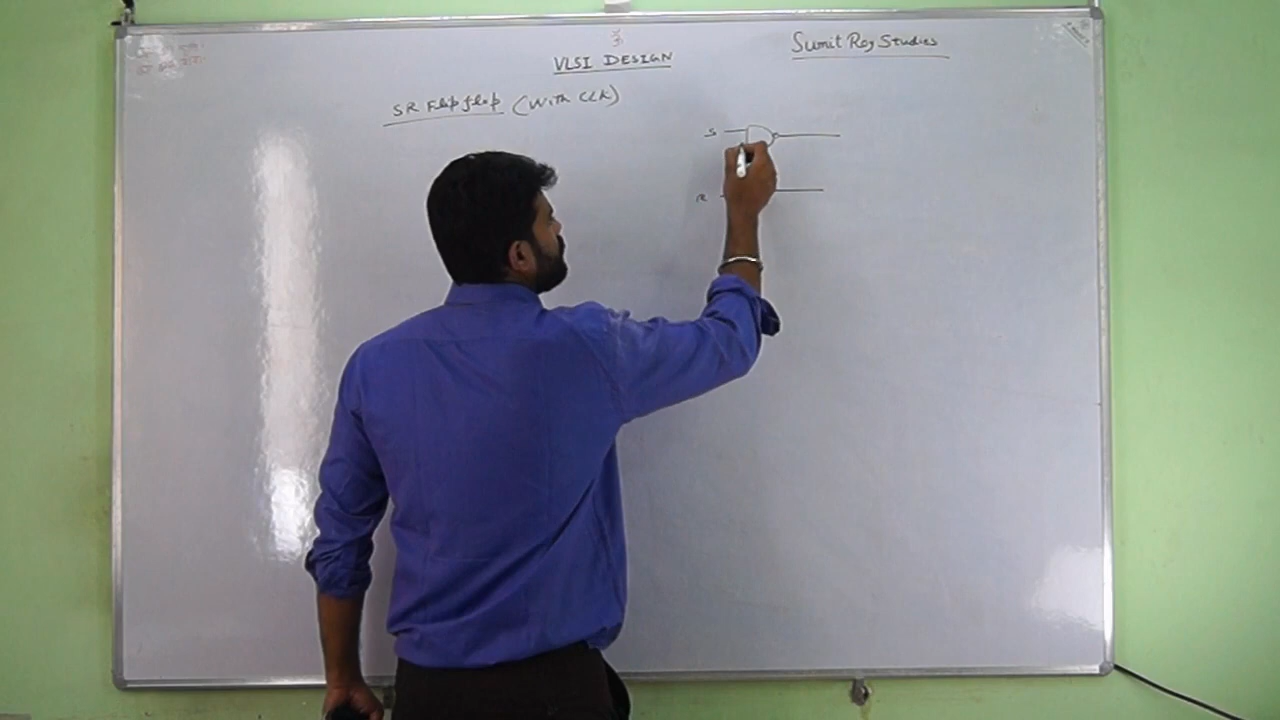 ॐ
VLSI DESIGN
Sumit Roy Studies
SR Flip flop (With CLK)
S
R